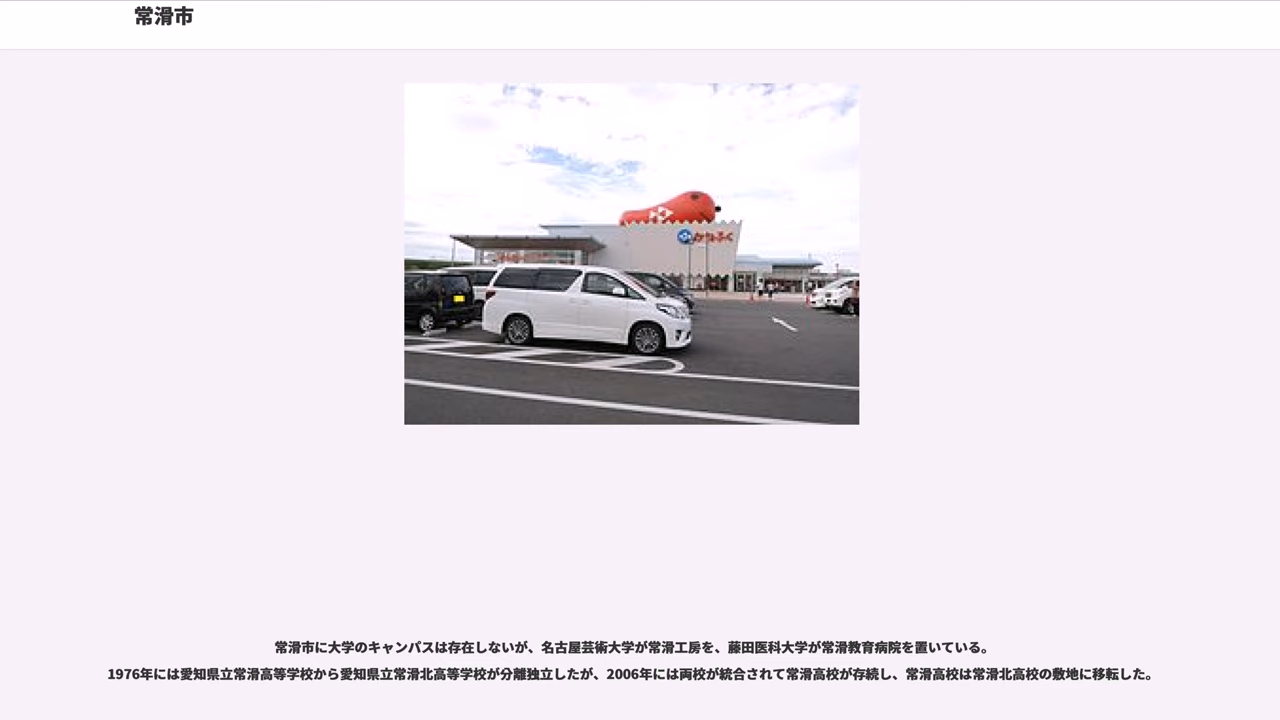 常滑市
かねふく
常滑市に大学のキャンパスは存在しないが、名古屋芸術大学が常滑工房を、藤田医科大学が常滑教育病院を置いている。
1976年には愛知県立常滑高等学校から愛知県立常滑北高等学校が分離独立したが、2006年には両校が統合されて常滑高校が存続し、常滑高校は常滑北高校の敷地に移転した。